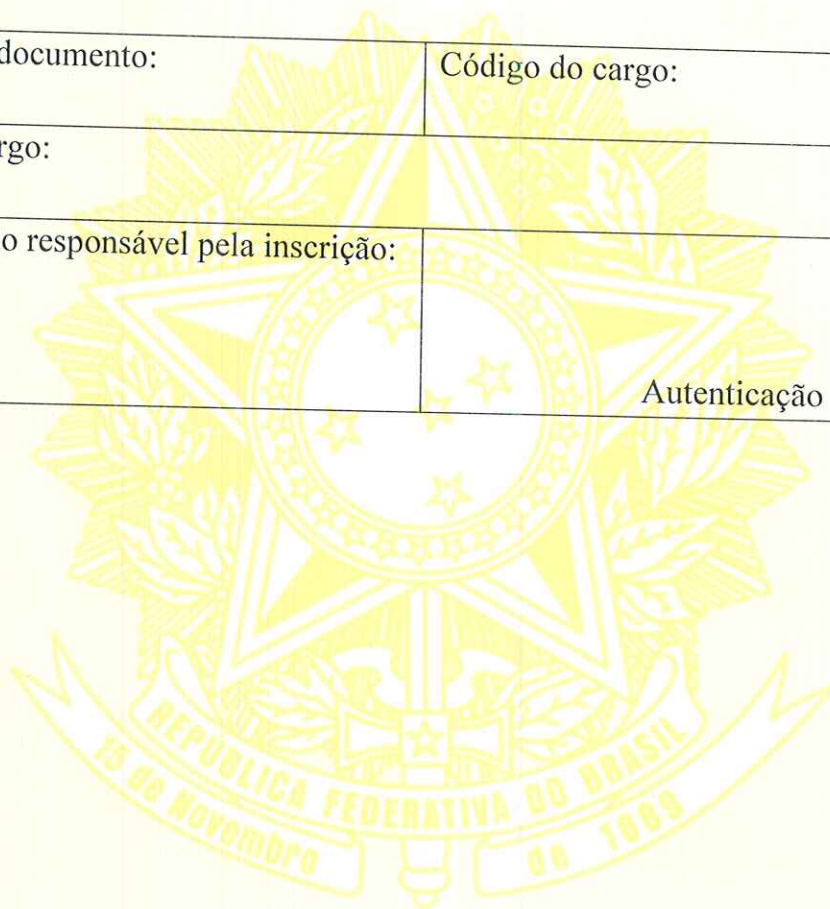 documento: Código do cargo:
rgo:
o responsável pela inscrição:
Autenticação
REPÚBLICA FEDERATIVA DO BRASIL
15 de Novembro de 1889